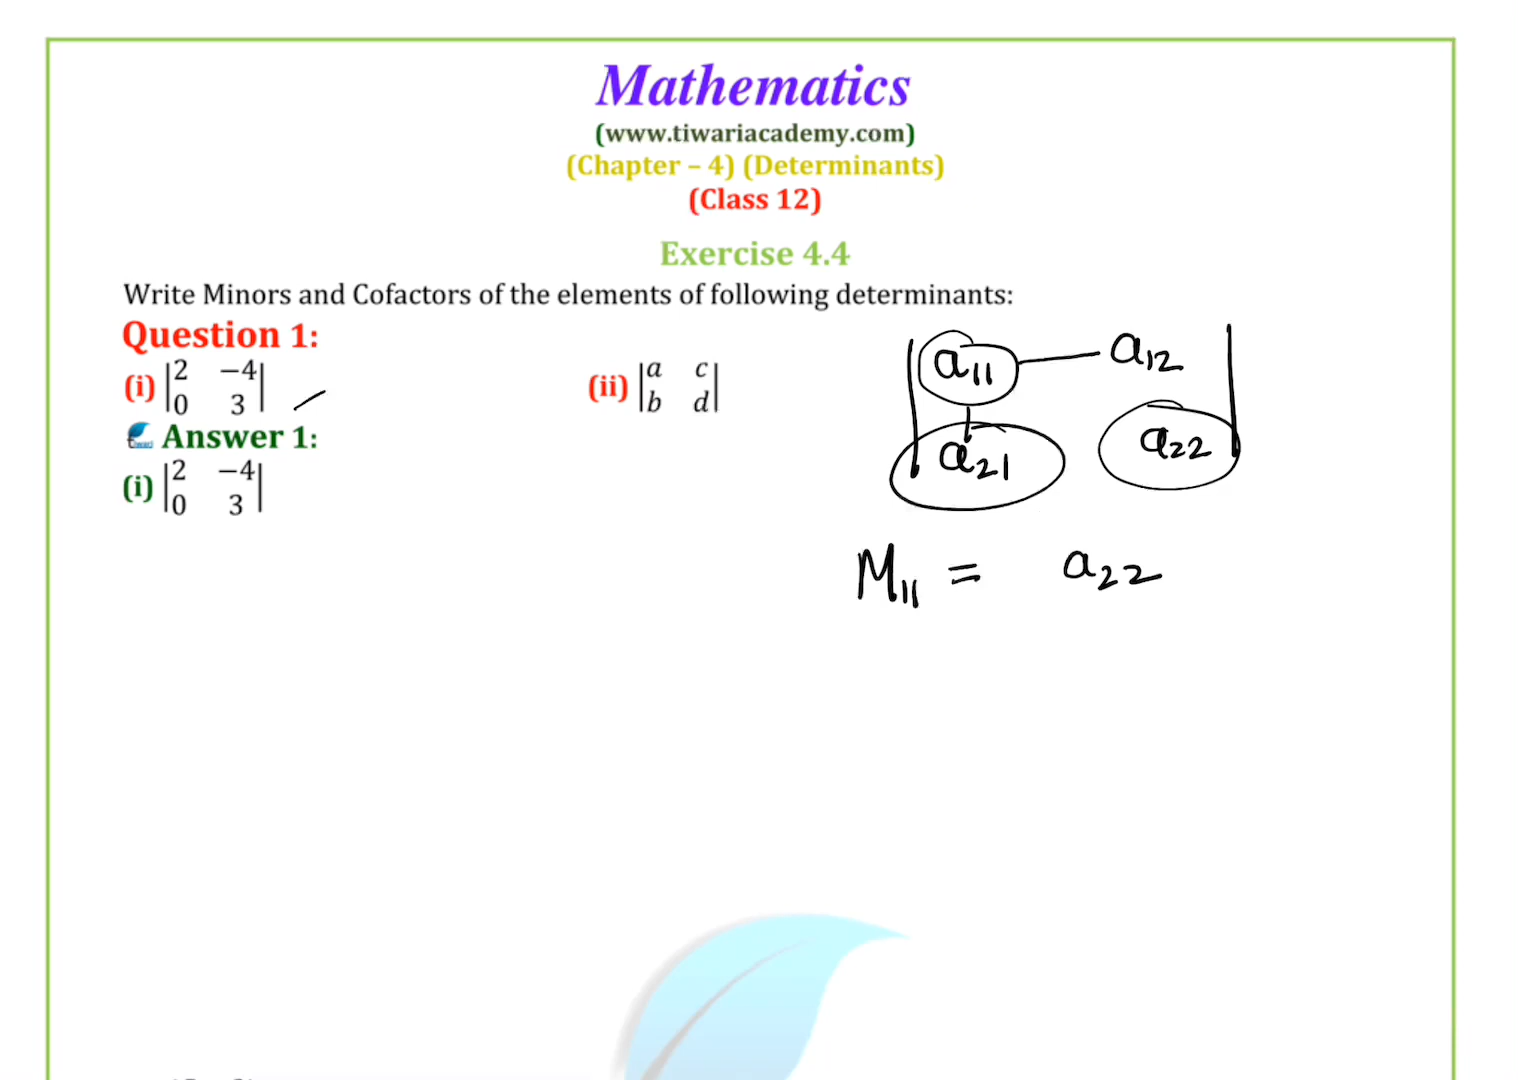 Mathematics
(www.tiwariacademy.com)
(Chapter – 4) (Determinants)
(Class 12)
Exercise 4.4
Write Minors and Cofactors of the elements of following determinants:
Question 1:
(i) |2 −4| (ii) |a c|
|0 3| |b d|
Answer 1:
(i) |2 −4|
|0 3|
a11 a12
a21 a22
M11 = a22